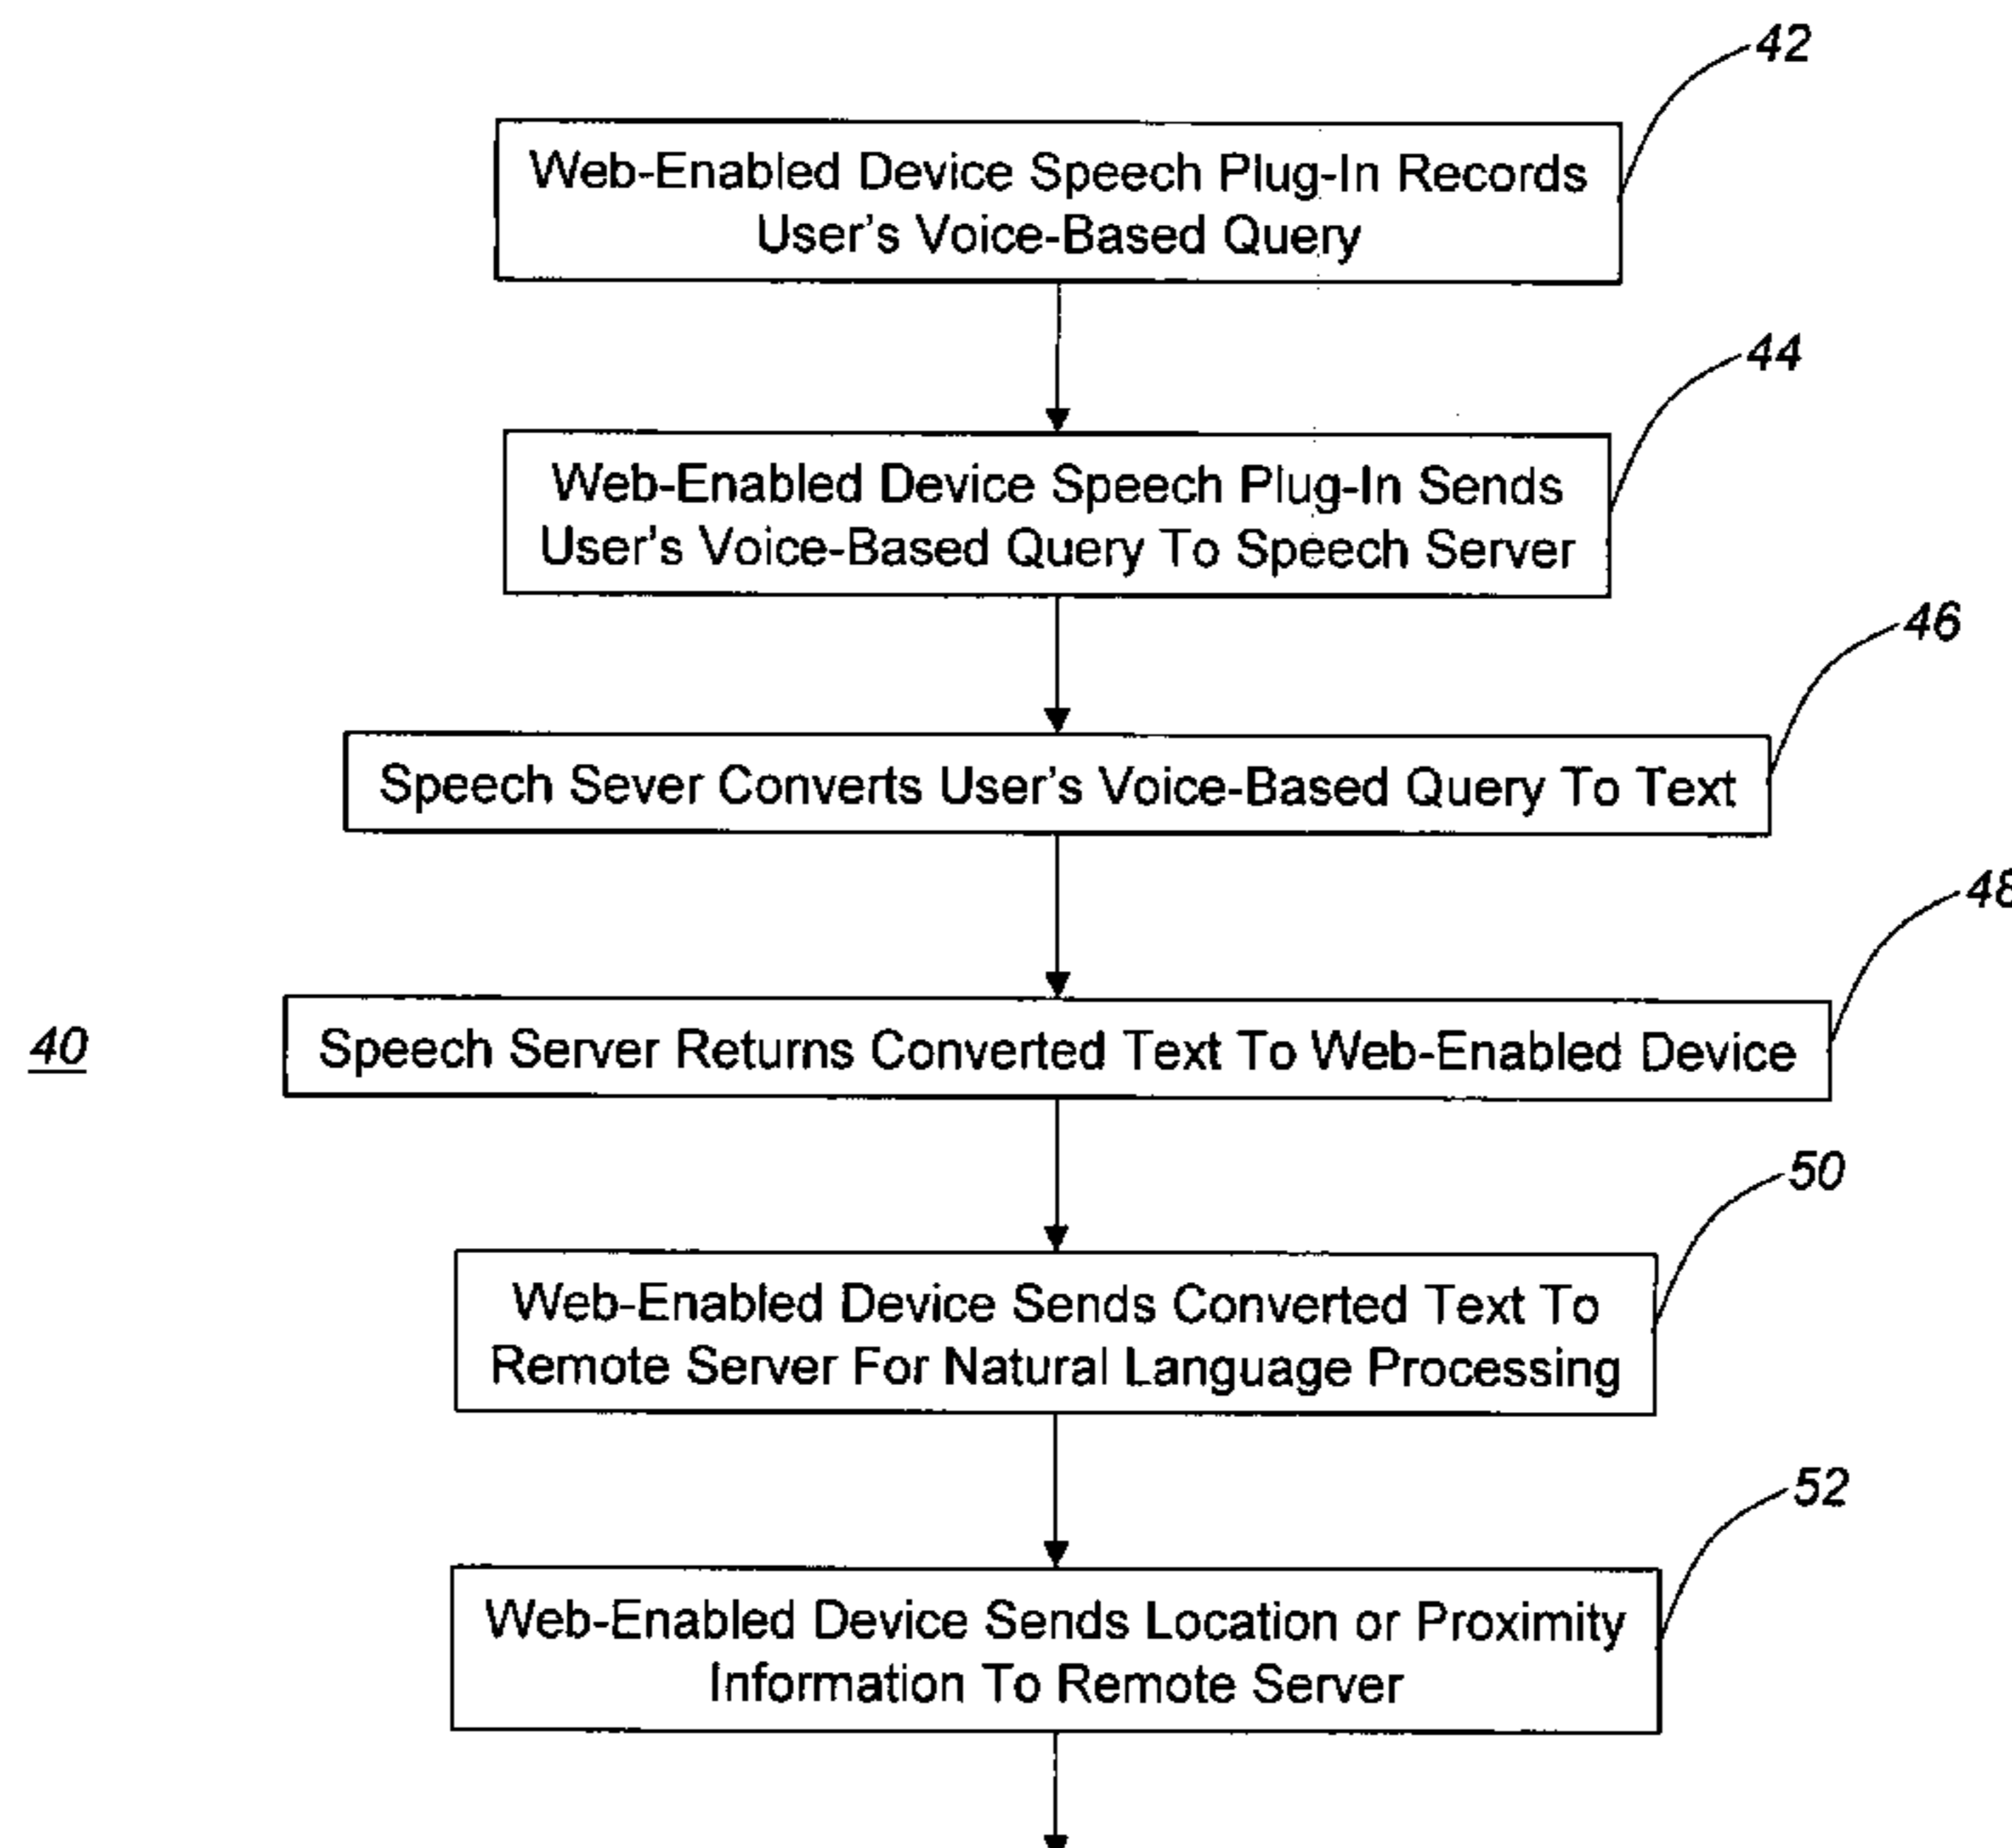 42
Web-Enabled Device Speech Plug-In Records
User's Voice-Based Query
44
Web-Enabled Device Speech Plug-In Sends
User's Voice-Based Query To Speech Server
46
Speech Sever Converts User's Voice-Based Query To Text
48
40
Speech Server Returns Converted Text To Web-Enabled Device
50
Web-Enabled Device Sends Converted Text To
Remote Server For Natural Language Processing
52
Web-Enabled Device Sends Location or Proximity
Information To Remote Server